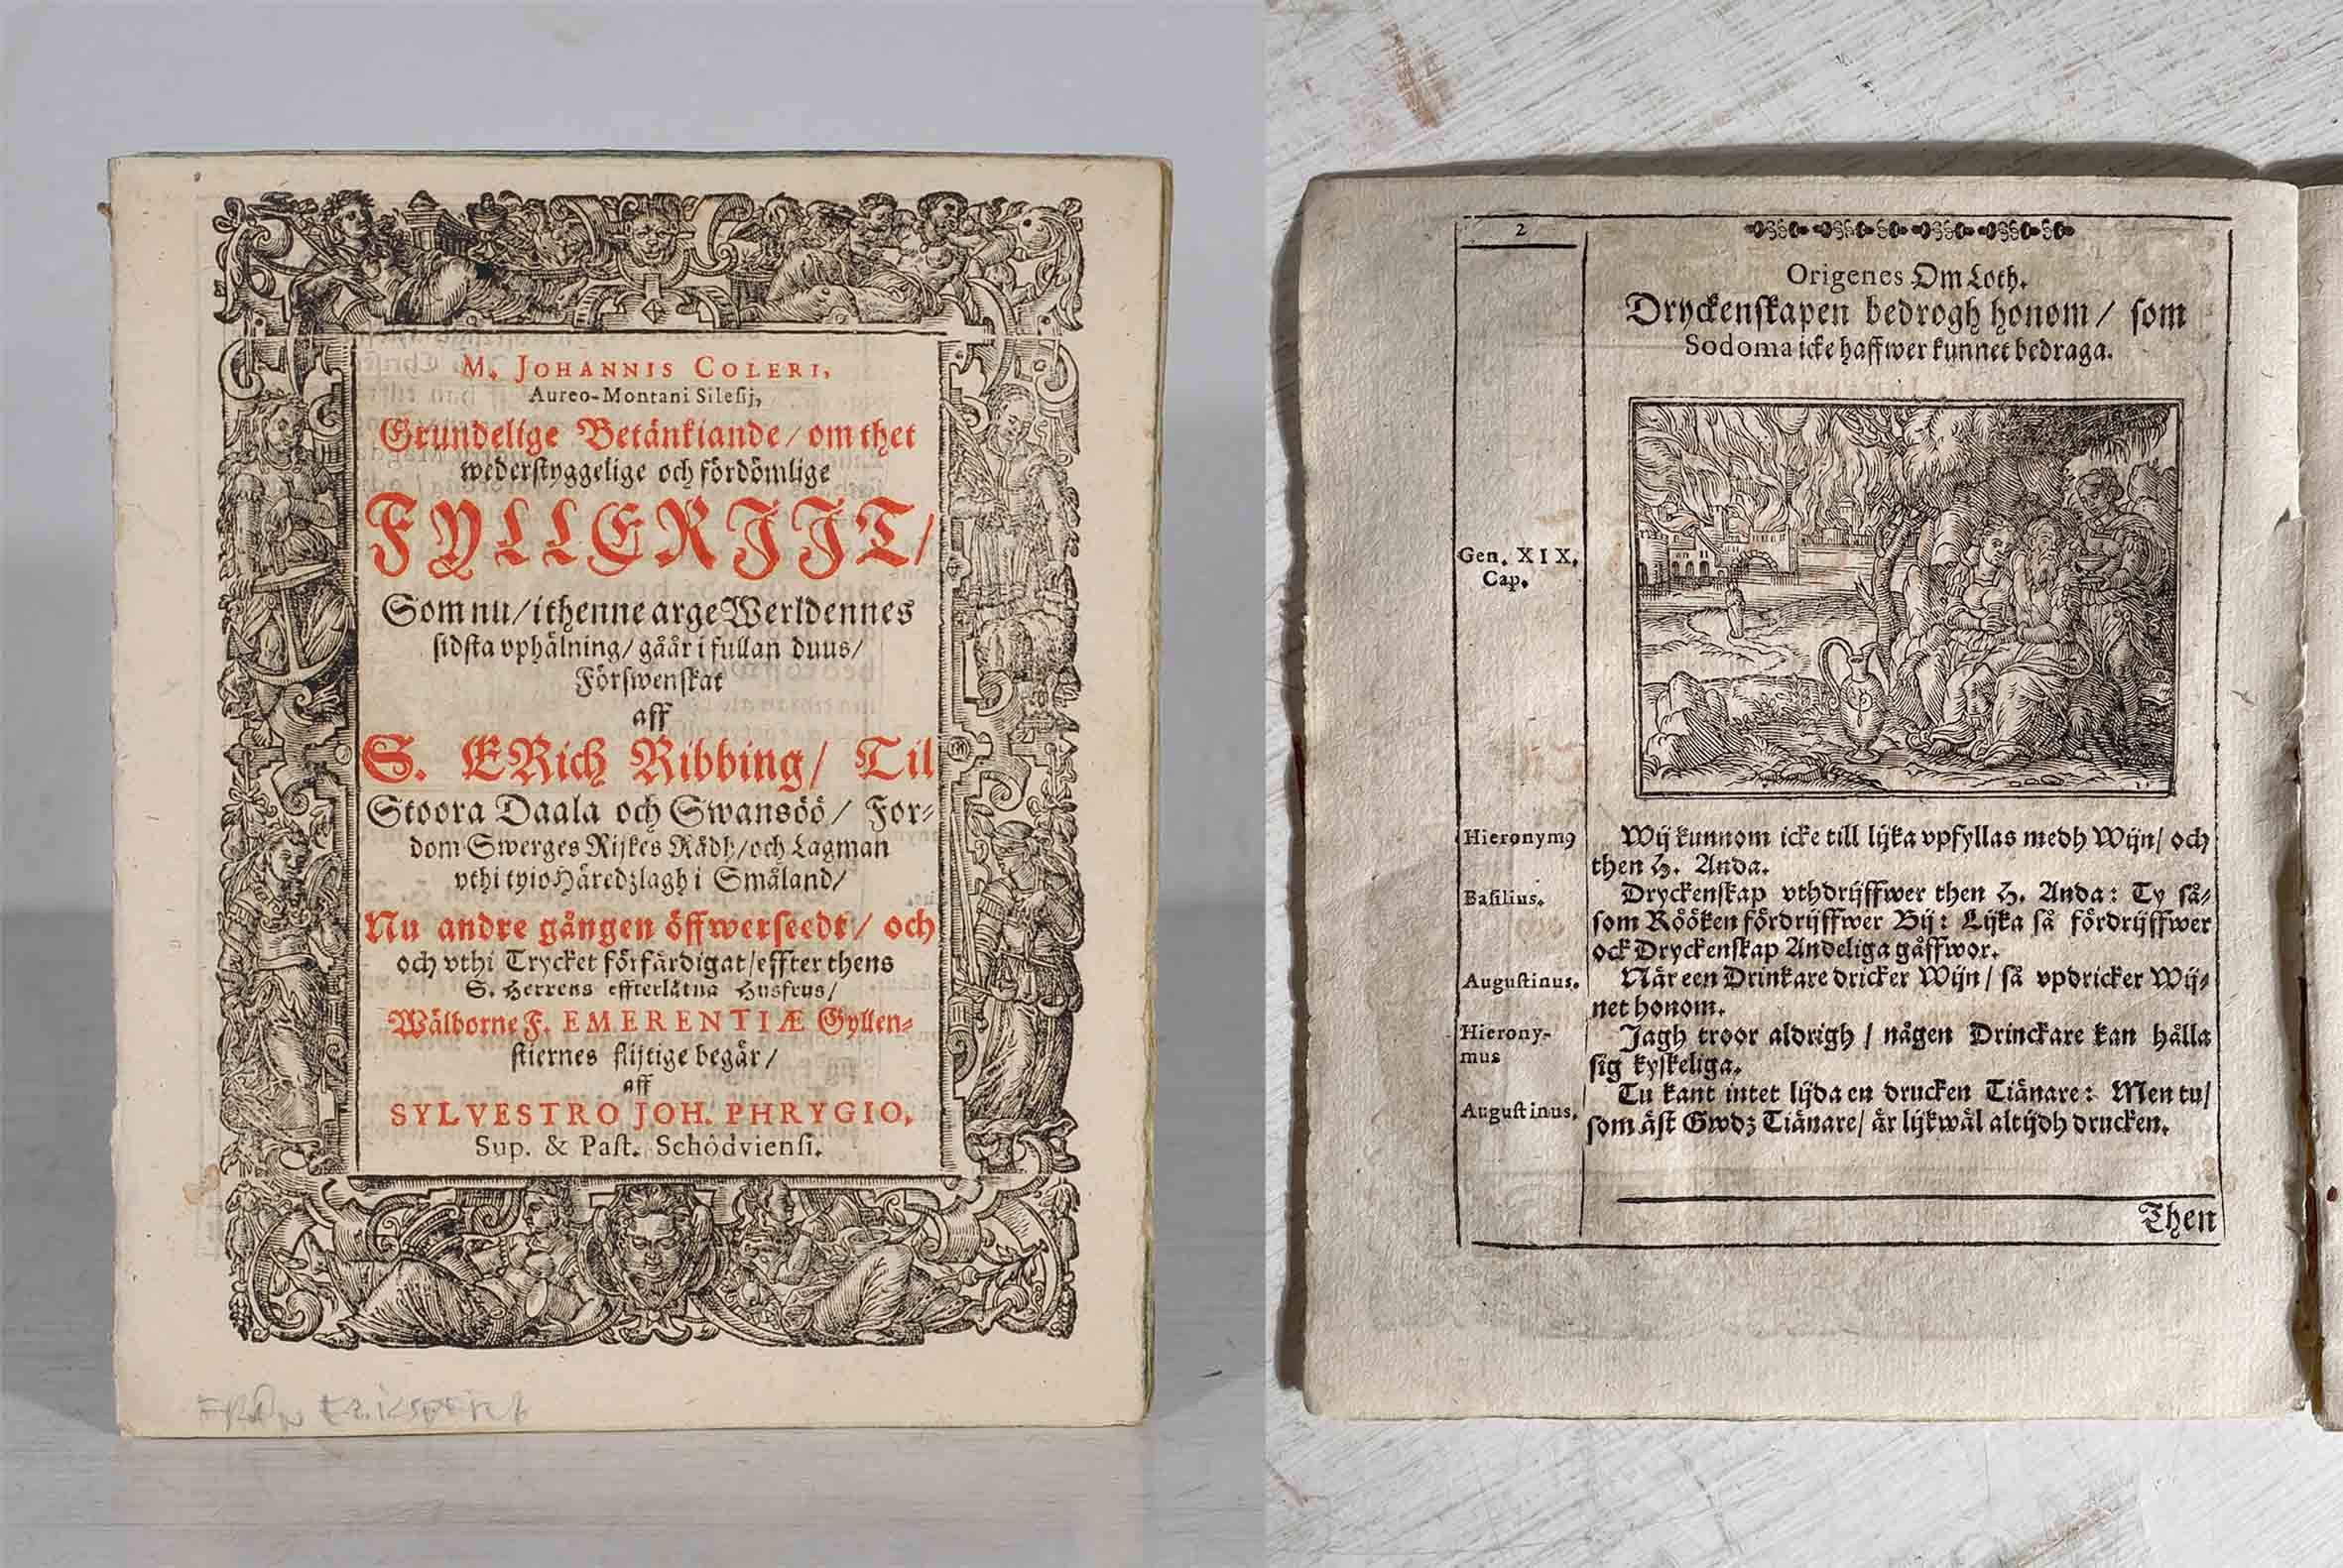 M. JOHANNIS COLERI,
Aureo-Montani Silesij,
Grundelige Betänkiande / om thet
wederstyggelige och fördömlige
FYLLERIIT/
Som nu / i thenne arge Werldennes
sidsta vphälning / gåår i fullan duus/
Förswenskat
aff
S. ERich Ribbing / Til
Stoora Daala och Swansöö / For-
dom Swerges Rijkes Rådh / och Lagman
vthi tyio Häredzlagh i Småland/
Nu andre gången öffwerseedt / och
och vthi Trycket förfärdigat / effter thens
S. Herrens effterlåtna Husfrus/
Wälborne F. EMERENTIÆ Gyllen-
stiernes flijtige begär/
aff
SYLVESTRO JOH. PHRYGIO,
Sup. & Past. Schödviensi.
2
Origenes Om Loth.
Dryckenskapen bedrogh honom / som
Sodoma icke haffwer kunnet bedraga.
Gen. XIX.
Cap.
Hieronymꝰ
Wij kunnom icke till lijka vpfyllas medh Wijn / och
then H. Anda.
Basilius.
Dryckenskap vthdrijffwer then H. Anda: Ty så-
som Rööken fördrijffwer Bij: Lijka så fördrijffwer
ock Dryckenskap Andeliga gåffwor.
Augustinus.
När een Drinkare dricker Wijn / så vpdricker Wij-
net honom.
Hierony-
mus
Jagh troor aldrigh / någen Drinckare kan hålla
sig kyskeliga.
Augustinus.
Tu kant intet lijda en drucken Tiänare: Men tu/
som äst Gwdz Tiänare / är lijkwäl altijdh drucken.
Then